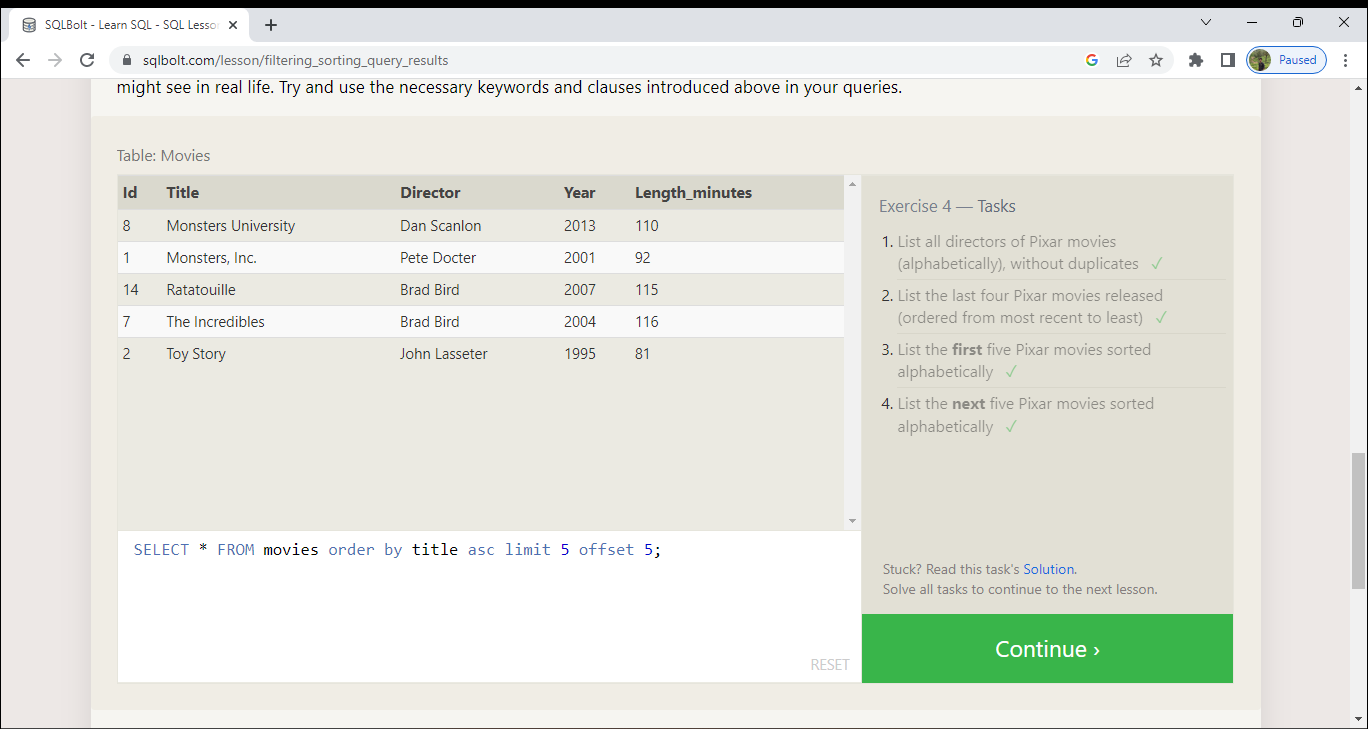 SQLBolt - Learn SQL - SQL Lesso
sqlbolt.com/lesson/filtering_sorting_query_results
Paused
might see in real life. Try and use the necessary keywords and clauses introduced above in your queries.
Table: Movies
Id Title Director Year Length_minutes
8 Monsters University Dan Scanlon 2013 110
1 Monsters, Inc. Pete Docter 2001 92
14 Ratatouille Brad Bird 2007 115
7 The Incredibles Brad Bird 2004 116
2 Toy Story John Lasseter 1995 81
SELECT * FROM movies order by title asc limit 5 offset 5;
RESET
Exercise 4 — Tasks
1. List all directors of Pixar movies
(alphabetically), without duplicates ✓
2. List the last four Pixar movies released
(ordered from most recent to least) ✓
3. List the first five Pixar movies sorted
alphabetically ✓
4. List the next five Pixar movies sorted
alphabetically ✓
Stuck? Read this task's Solution.
Solve all tasks to continue to the next lesson.
Continue ›